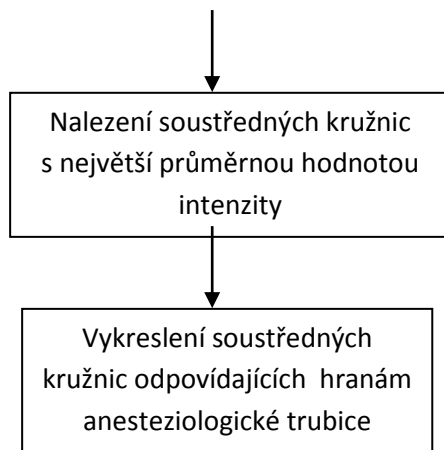 Nalezení soustředných kružnic
s největší průměrnou hodnotou
intenzity
Vykreslení soustředných
kružnic odpovídajících hranám
anesteziologické trubice